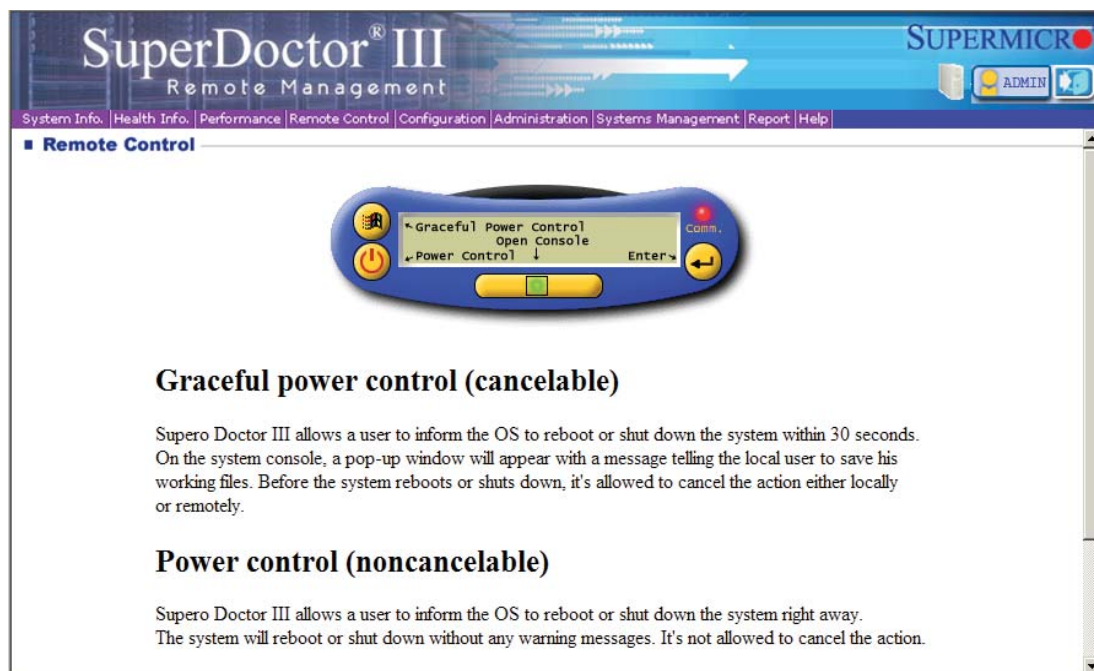 SuperDoctor® III
Remote Management
SUPERMICR
ADMIN
System Info. Health Info. Performance Remote Control Configuration Administration Systems Management Report Help
Remote Control
Graceful Power Control
Open Console
Power Control
Enter
Comm.
Graceful power control (cancelable)
Supero Doctor III allows a user to inform the OS to reboot or shut down the system within 30 seconds.
On the system console, a pop-up window will appear with a message telling the local user to save his
working files. Before the system reboots or shuts down, it's allowed to cancel the action either locally
or remotely.
Power control (noncancelable)
Supero Doctor III allows a user to inform the OS to reboot or shut down the system right away.
The system will reboot or shut down without any warning messages. It's not allowed to cancel the action.